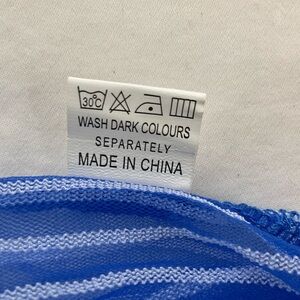 30°C
WASH DARK COLOURS
SEPARATELY
MADE IN CHINA